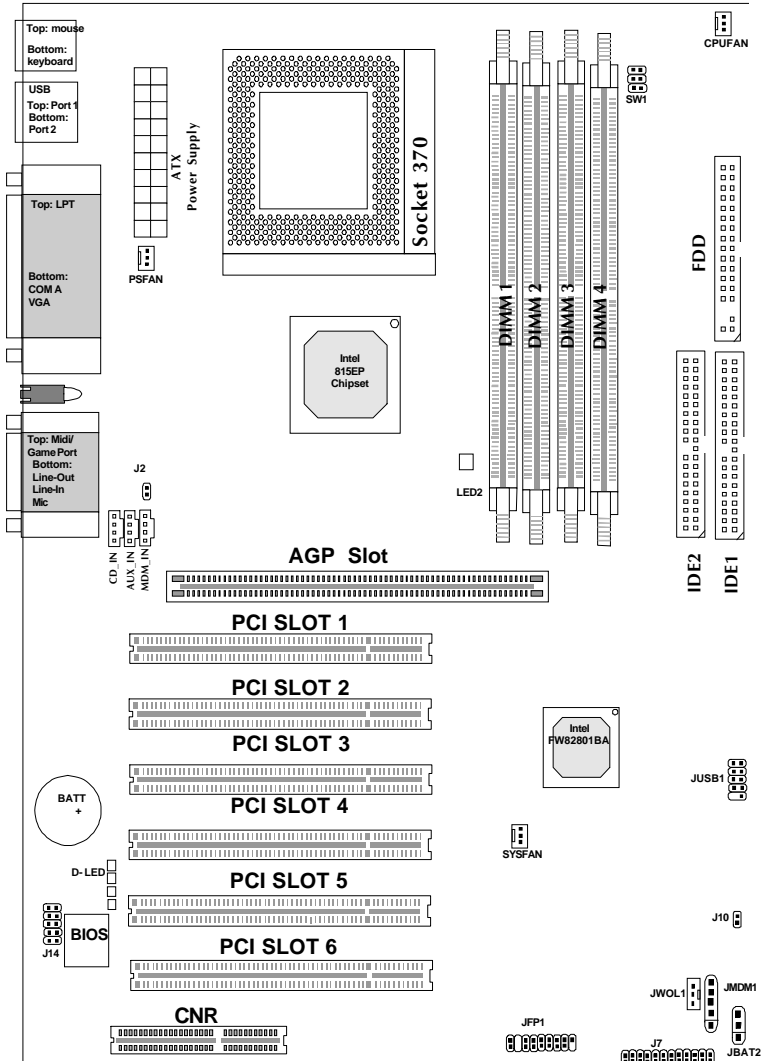 Top: mouse
Bottom:
keyboard
USB
Top: Port 1
Bottom:
Port 2
Top: LPT
Bottom:
COM A
VGA
Top: Midi/
Game Port
Bottom:
Line-Out
Line-In
Mic
ATX
Power Supply
PSFAN
Socket 370
CPUFAN
SW1
DIMM 1
DIMM 2
DIMM 3
DIMM 4
FDD
Intel
815EP
Chipset
J2
LED2
IDE2
IDE1
CD_IN
AUX_IN
MDM_IN
AGP Slot
PCI SLOT 1
PCI SLOT 2
Intel
FW82801BA
PCI SLOT 3
JUSB1
BATT
+
PCI SLOT 4
SYSFAN
D-LED
PCI SLOT 5
J14
BIOS
J10
PCI SLOT 6
JWOL1
JMDM1
CNR
JFP1
J7
JBAT2